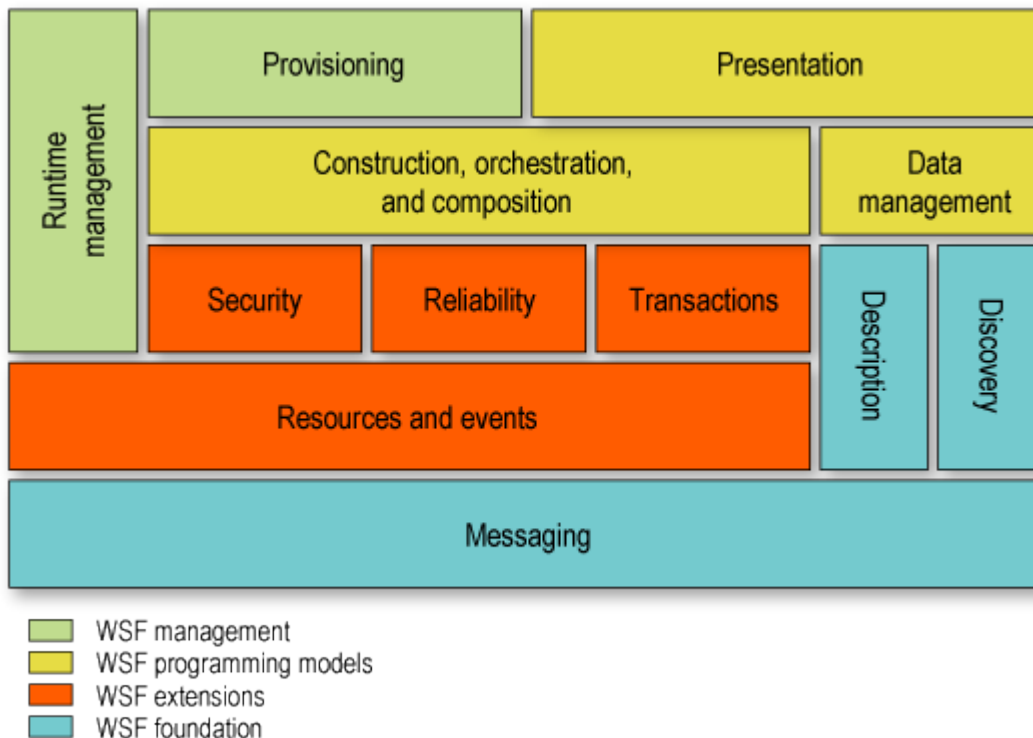 Runtime
management
Provisioning
Presentation
Construction, orchestration,
and composition
Data
management
Security
Reliability
Transactions
Description
Discovery
Resources and events
Messaging
WSF management
WSF programming models
WSF extensions
WSF foundation